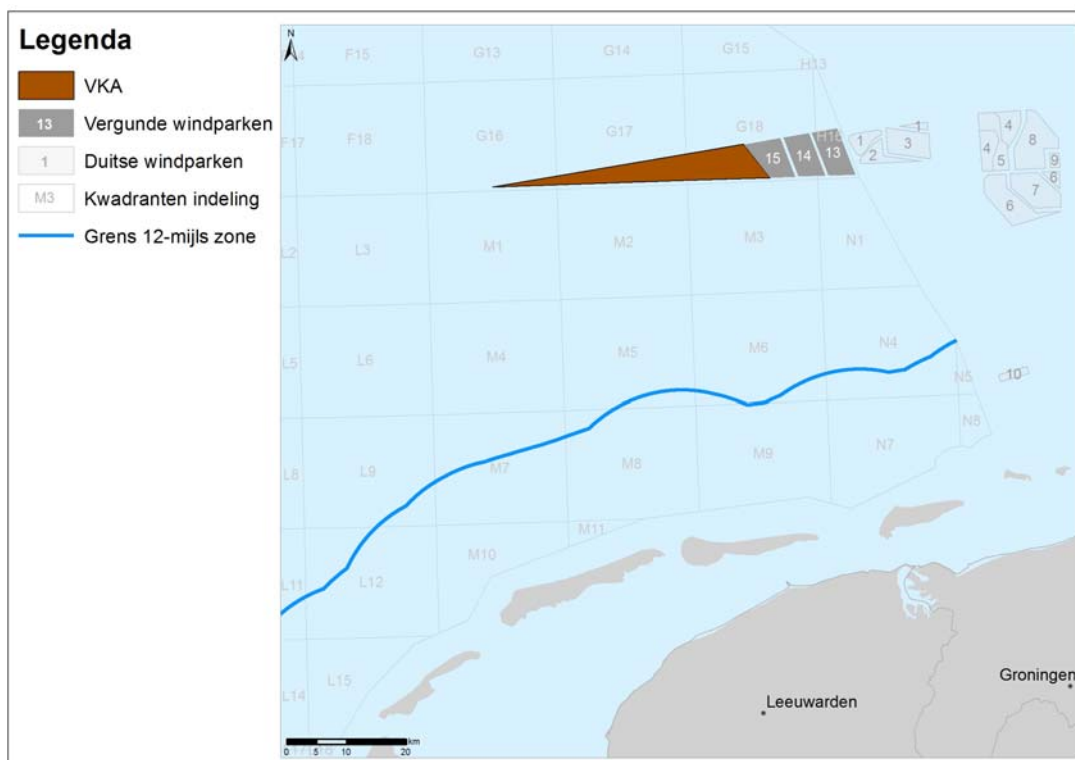 Legenda
VKA
13 Vergunde windparken
1 Duitse windparken
M3 Kwadranten indeling
Grens 12-mijls zone
N
F15 G13 G14 G15
H13
F17 F18 G16 G17 G18 H16
15 14 13
1 2 3 1
4 8
4 5 9
6 7 6
L2 L3 M1 M2 M3 N1
L5 L6 M4 M5 M6 N4
N5 10
N8
L8 L9 M7 M8 M9 N7
M11
M10
L11 L12
L14 L15
Groningen
Leeuwarden
km
0 5 10 20